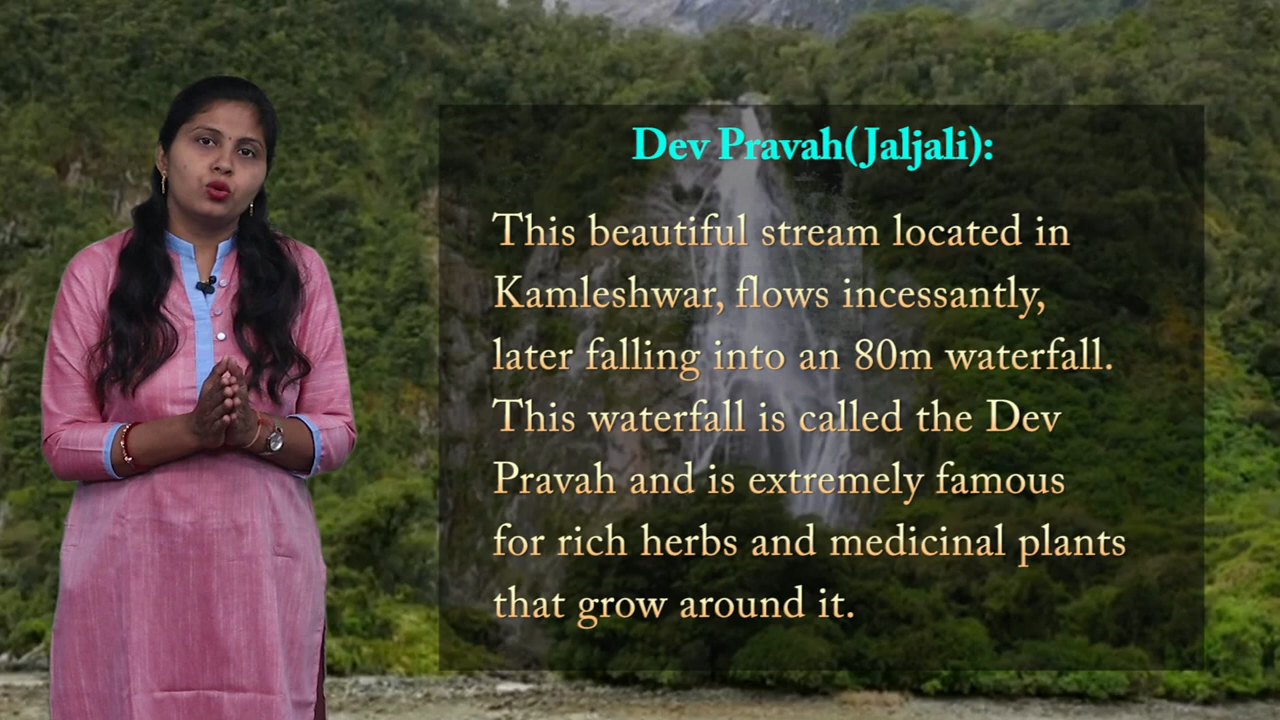 Dev Pravah(Jaljali):
This beautiful stream located in
Kamleshwar, flows incessantly,
later falling into an 80m waterfall.
This waterfall is called the Dev
Pravah and is extremely famous
for rich herbs and medicinal plants
that grow around it.